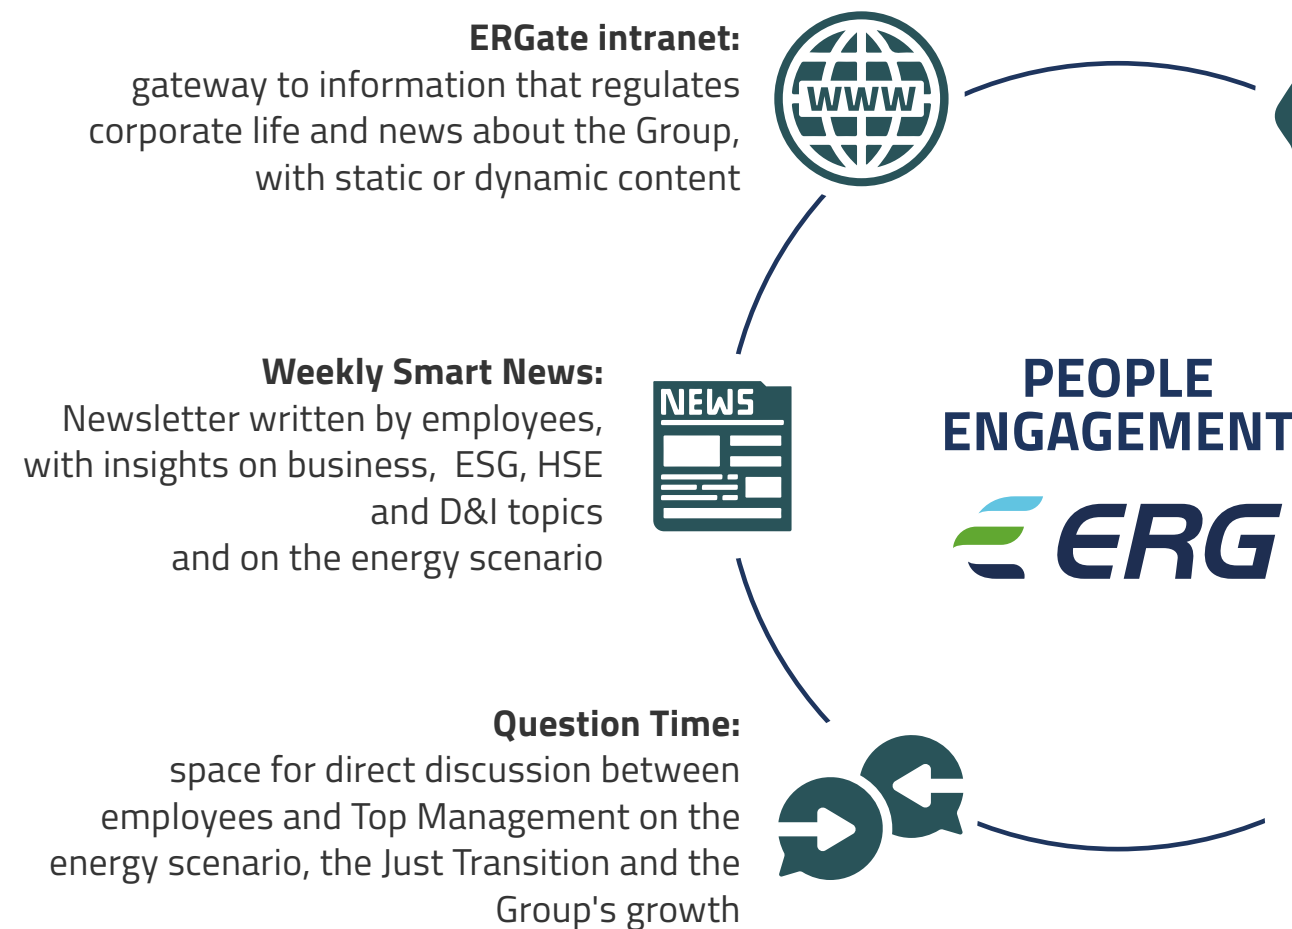 ERGate intranet:
gateway to information that regulates
corporate life and news about the Group,
with static or dynamic content
WWW
Weekly Smart News:
Newsletter written by employees,
with insights on business, ESG, HSE
and D&I topics
and on the energy scenario
NEWS
PEOPLE
ENGAGEMENT
ERG
Question Time:
space for direct discussion between
employees and Top Management on the
energy scenario, the Just Transition and the
Group's growth